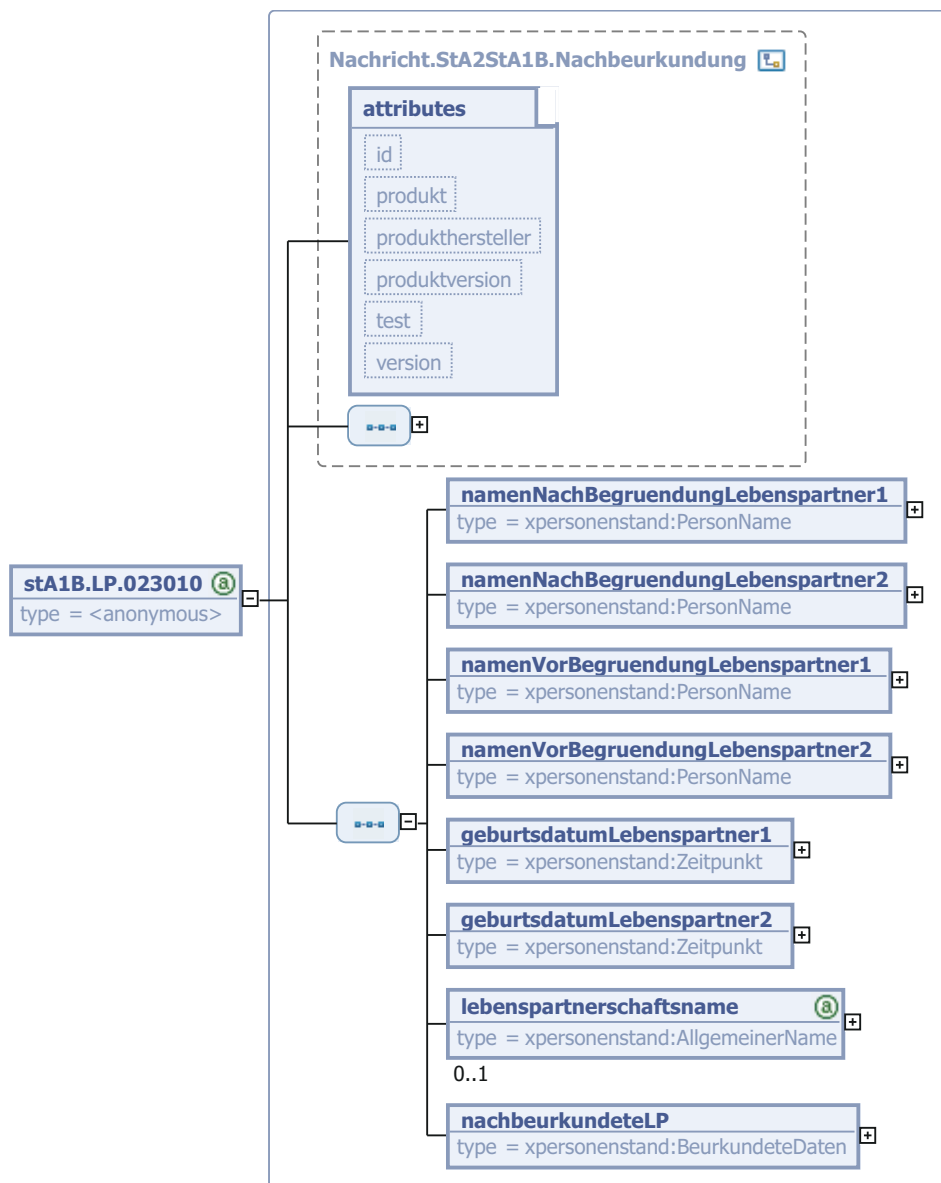 Nachricht.StA2StA1B.Nachbeurkundung
attributes
id
produkt
produkthersteller
produktversion
test
version
namenNachBegruendungLebenspartner1
type = xpersonenstand:PersonName
stA1B.LP.023010
type = <anonymous>
namenNachBegruendungLebenspartner2
type = xpersonenstand:PersonName
namenVorBegruendungLebenspartner1
type = xpersonenstand:PersonName
namenVorBegruendungLebenspartner2
type = xpersonenstand:PersonName
geburtsdatumLebenspartner1
type = xpersonenstand:Zeitpunkt
geburtsdatumLebenspartner2
type = xpersonenstand:Zeitpunkt
lebenspartnerschaftsname
type = xpersonenstand:AllgemeinerName
0..1
nachbeurkundeteLP
type = xpersonenstand:BeurkundeteDaten